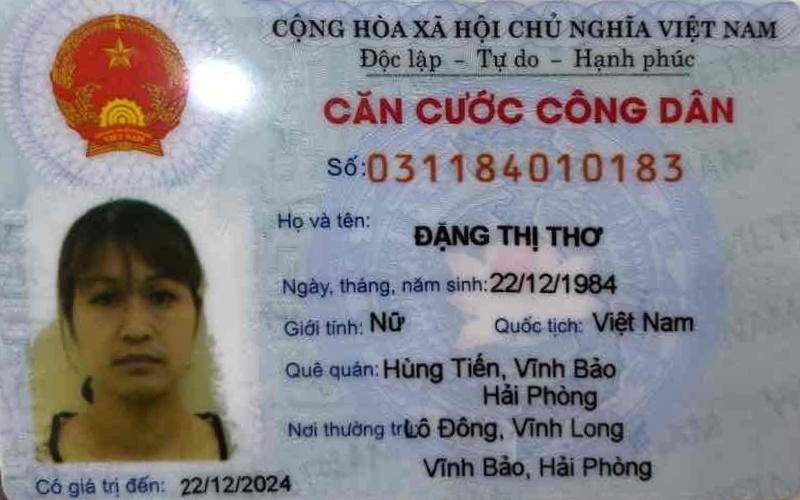 CỘNG HÒA XÃ HỘI CHỦ NGHĨA VIỆT NAM
Độc lập - Tự do - Hạnh phúc
CĂN CƯỚC CÔNG DÂN
Số: 031184010183
Họ và tên: ĐẶNG THỊ THƠ
Ngày, tháng, năm sinh: 22/12/1984
Giới tính: Nữ Quốc tịch: Việt Nam
Quê quán: Hùng Tiến, Vĩnh Bảo
Hải Phòng
Nơi thường trú: Lô Đông, Vĩnh Long
Vĩnh Bảo, Hải Phòng
Có giá trị đến: 22/12/2024
VIỆT NAM